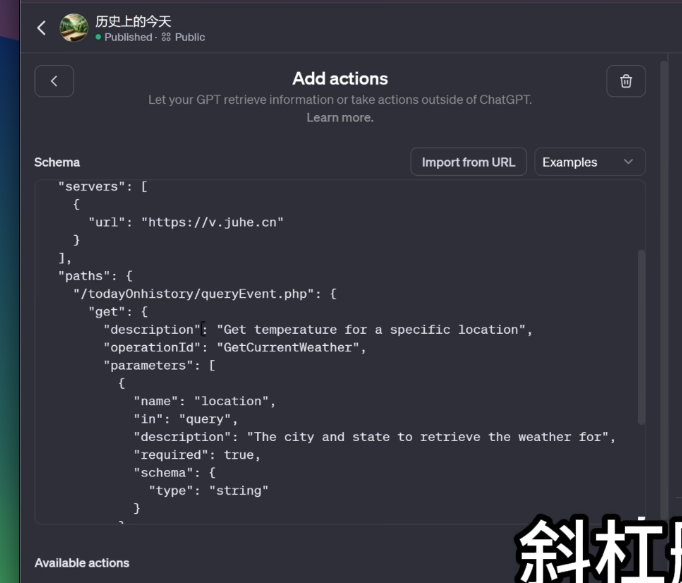 历史上的今天
Published · Public
Add actions
Let your GPT retrieve information or take actions outside of ChatGPT.
Learn more.
Schema
Import from URL
Examples
"servers": [
{
"url": "https://v.juhe.cn"
}
],
"paths": {
"/todayOnhistory/queryEvent.php": {
"get": {
"description": "Get temperature for a specific location",
"operationId": "GetCurrentWeather",
"parameters": [
{
"name": "location",
"in": "query",
"description": "The city and state to retrieve the weather for",
"required": true,
"schema": {
"type": "string"
}
斜杠
Available actions